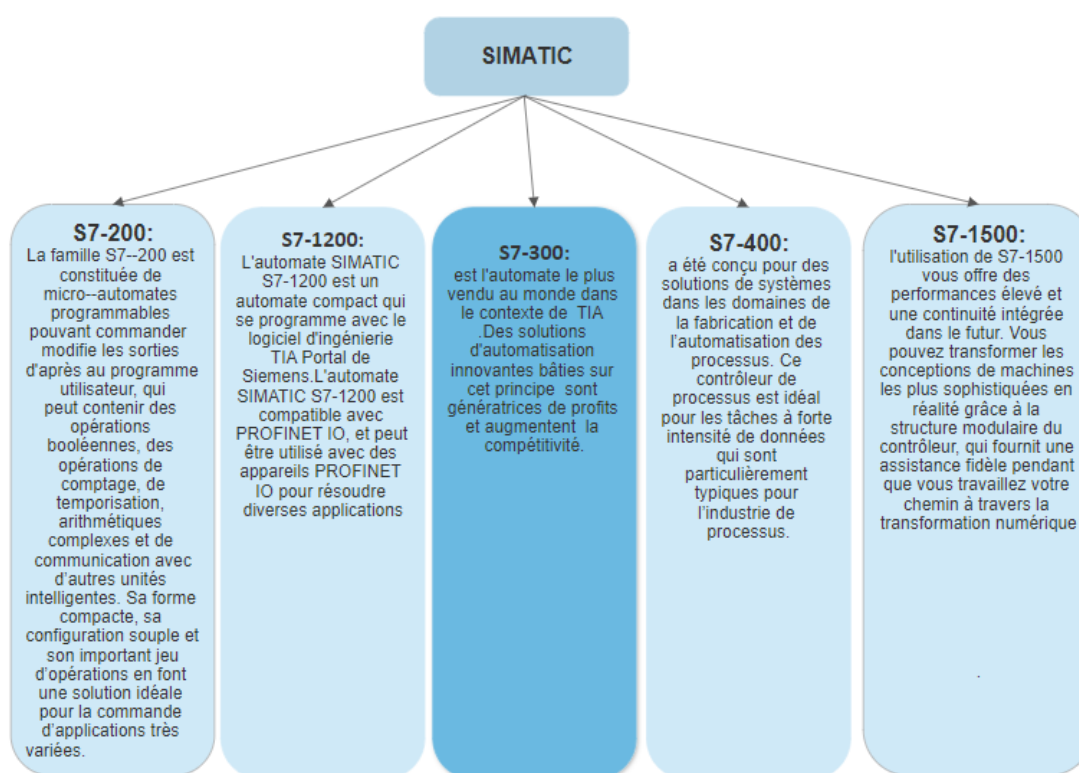 SIMATIC
S7-200:
La famille S7--200 est
constituée de
micro--automates
programmables
pouvant commander
modifie les sorties
d'après au programme
utilisateur, qui
peut contenir des
opérations
booléennes, des
opérations de
comptage, de
temporisation,
arithmétiques
complexes et de
communication avec
d'autres unités
intelligentes. Sa forme
compacte, sa
configuration souple et
son important jeu
d'opérations en font
une solution idéale
pour la commande
d'applications très
variées.
S7-1200:
L'automate SIMATIC
S7-1200 est un
automate compact qui
se programme avec le
logiciel d'ingénierie
TIA Portal de
Siemens.L'automate
SIMATIC S7-1200 est
compatible avec
PROFINET IO, et peut
être utilisé avec des
appareils PROFINET
IO pour résoudre
diverses applications
S7-300:
est l'automate le plus
vendu au monde dans
le contexte de TIA
.Des solutions
d'automatisation
innovantes bâties sur
cet principe sont
génératrices de profits
et augmentent la
compétitivité.
S7-400:
a été conçu pour des
solutions de systèmes
dans les domaines de
la fabrication et de
l'automatisation des
processus. Ce
contrôleur de
processus est idéal
pour les tâches à forte
intensité de données
qui sont
particulièrement
typiques pour
l'industrie de
processus.
S7-1500:
l'utilisation de S7-1500
vous offre des
performances élevé et
une continuité intégrée
dans le futur. Vous
pouvez transformer les
conceptions de machines
les plus sophistiquées en
réalité grâce à la
structure modulaire du
contrôleur, qui fournit une
assistance fidèle pendant
que vous travaillez votre
chemin à travers la
transformation numérique
.